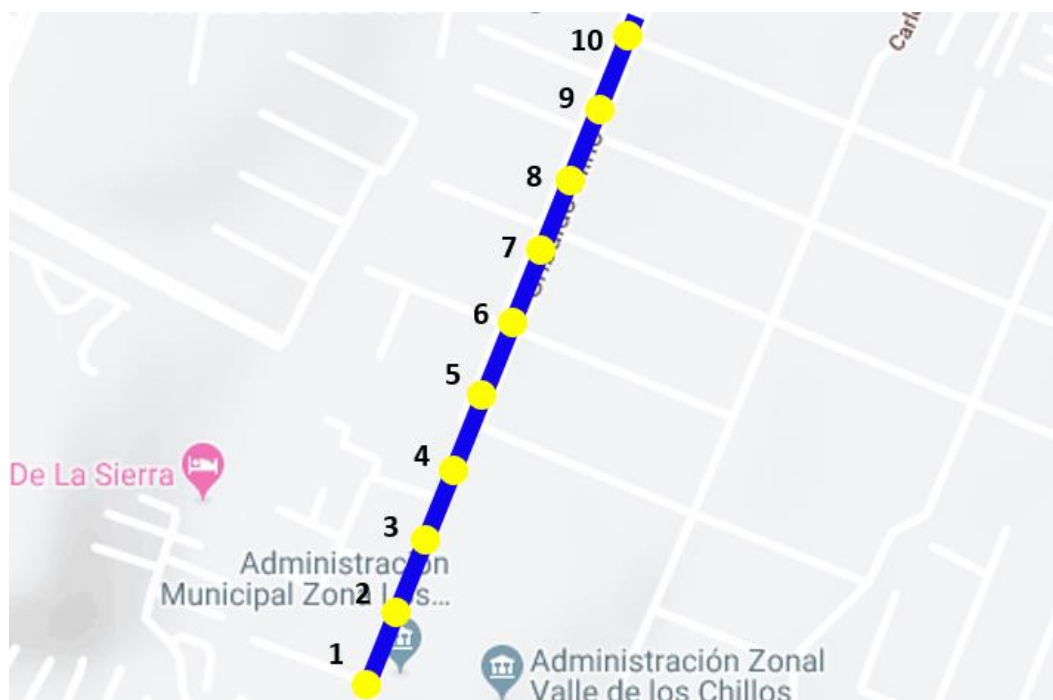 10
9
8
7
6
5
De La Sierra
4
3
Administración
Municipal Zona
2
1
Administración Zonal
Valle de los Chillos